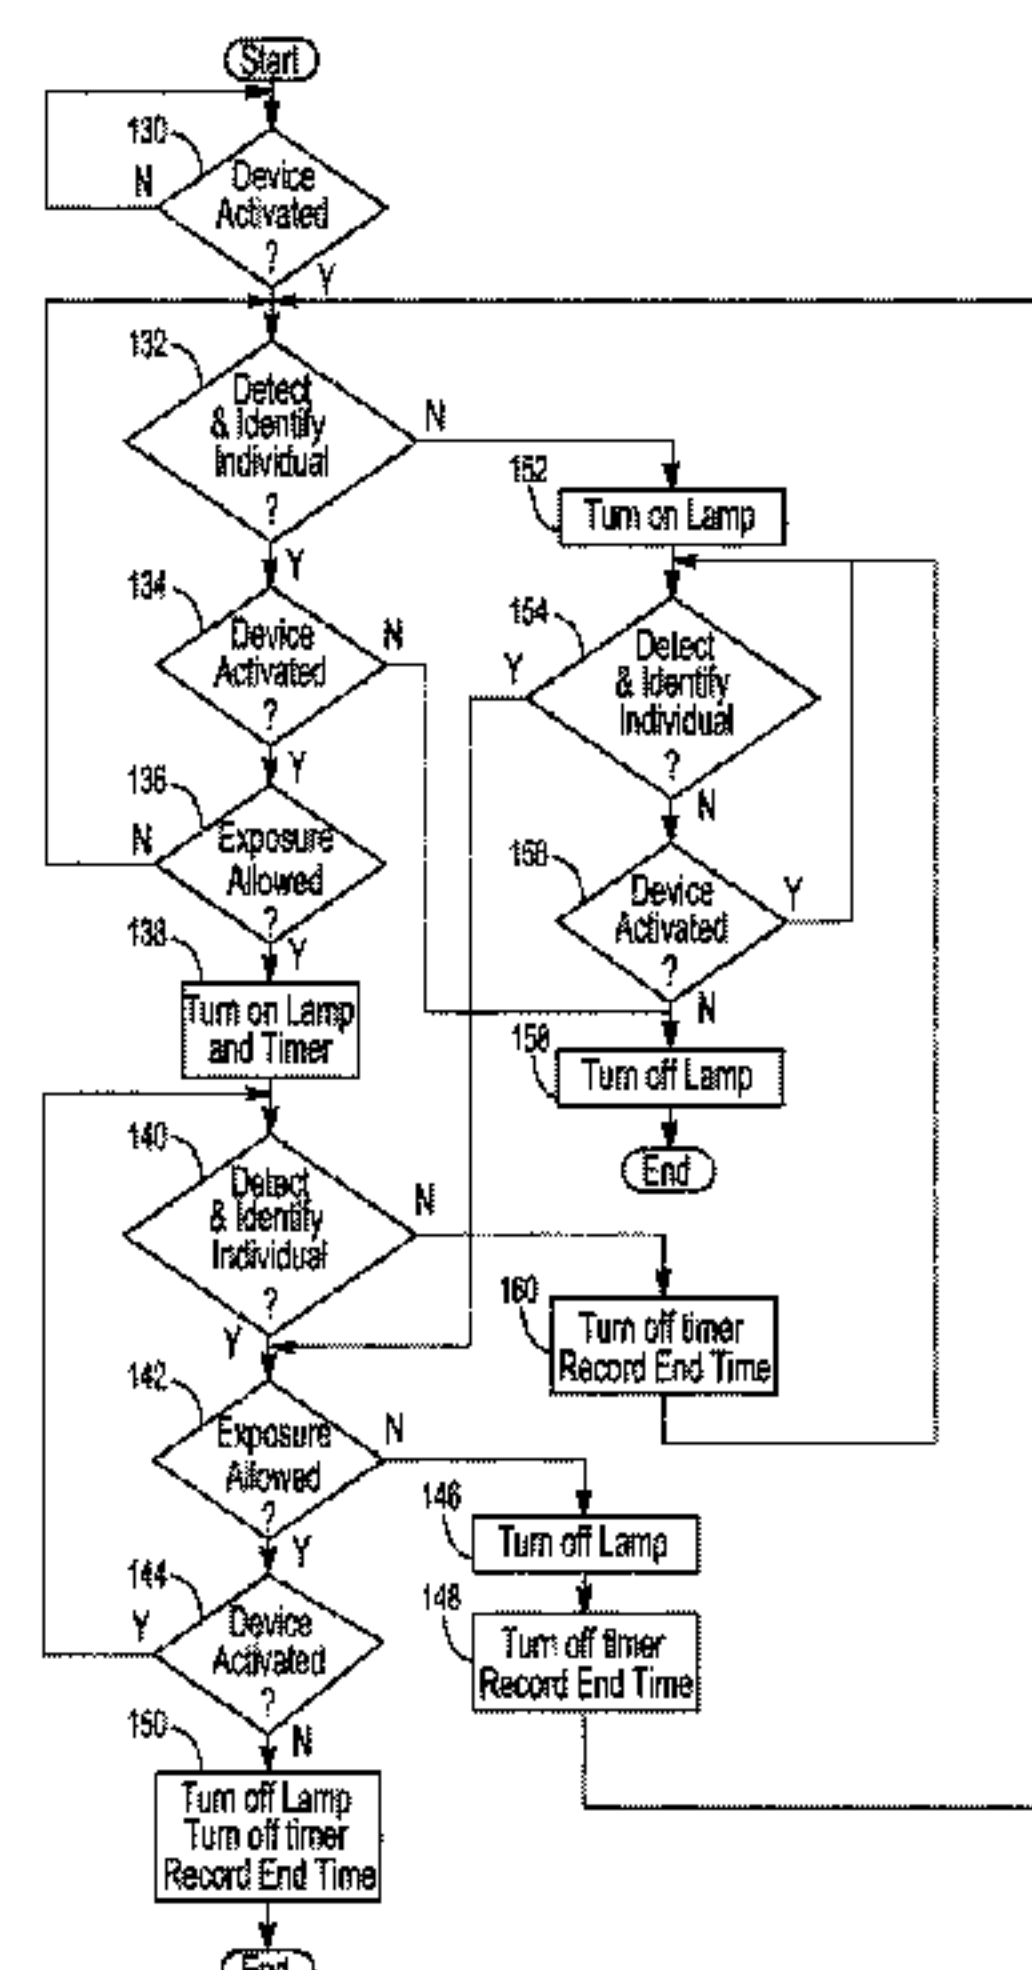 Start
130
N
Device
Activated
?
Y
132
Detect
& Identify
Individual
?
N
Y
152
Turn on Lamp
134
Device
Activated
?
N
Y
154
Detect
& Identify
Individual
?
Y
N
136
Exposure
Allowed
?
N
Y
Device
Activated
?
Y
N
138
Turn on Lamp
and Timer
Turn off Lamp
End
140
Detect
& Identify
Individual
?
N
Y
160
Turn off timer
Record End Time
142
Exposure
Allowed
?
N
Y
146
Turn off Lamp
144
Device
Activated
?
Y
N
148
Turn off timer
Record End Time
150
Turn off Lamp
Turn off timer
Record End Time
End